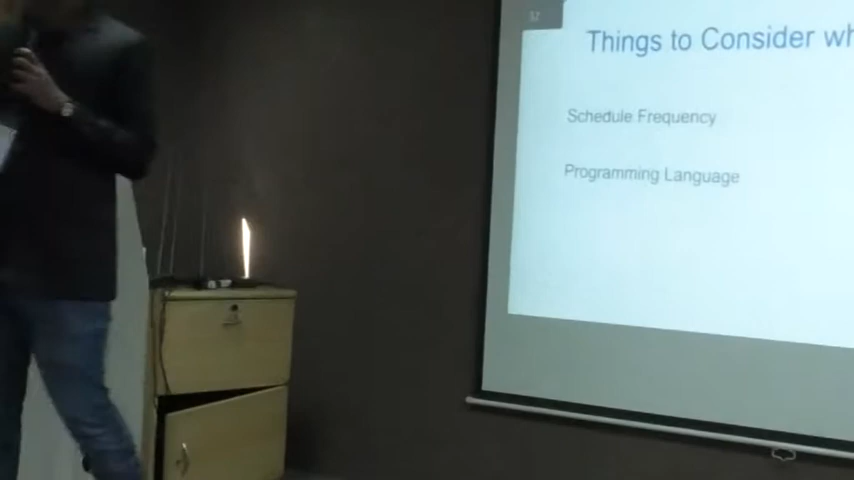 Things to Consider wh
Schedule Frequency
Programming Language